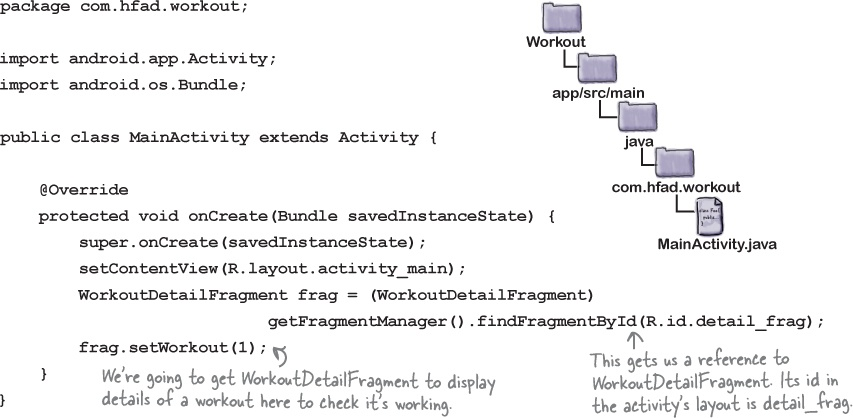 package com.hfad.workout;
import android.app.Activity;
import android.os.Bundle;
public class MainActivity extends Activity {
@Override
protected void onCreate(Bundle savedInstanceState) {
super.onCreate(savedInstanceState);
setContentView(R.layout.activity_main);
WorkoutDetailFragment frag = (WorkoutDetailFragment)
getFragmentManager().findFragmentById(R.id.detail_frag);
frag.setWorkout(1);
}
}
We're going to get WorkoutDetailFragment to display
details of a workout here to check it's working.
This gets us a reference to
WorkoutDetailFragment. Its id in
the activity's layout is detail_frag.
Workout
app/src/main
java
com.hfad.workout
MainActivity.java